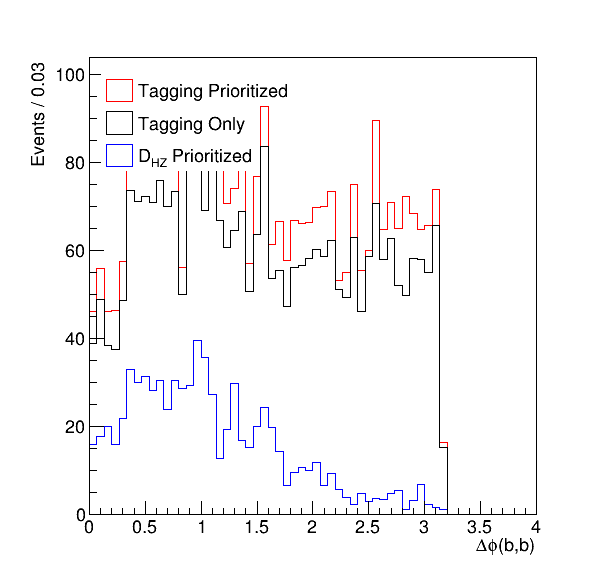 Events / 0.03
100
80
60
40
20
0
Tagging Prioritized
Tagging Only
D_HZ Prioritized
0 0.5 1 1.5 2 2.5 3 3.5 4
Δϕ(b,b)